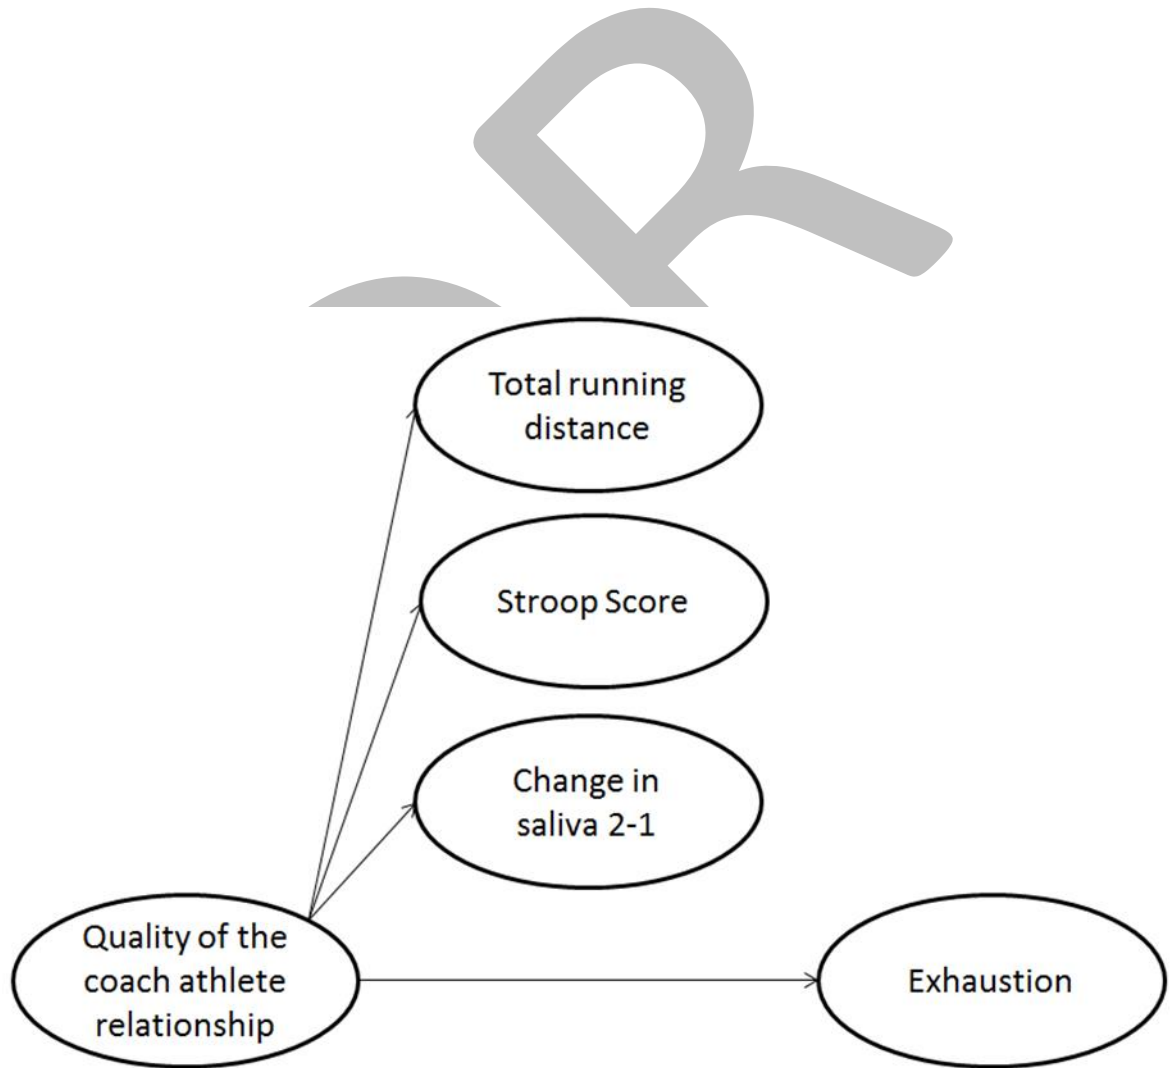 R
Total running
distance
Stroop Score
Change in
saliva 2-1
Quality of the
coach athlete
relationship
Exhaustion